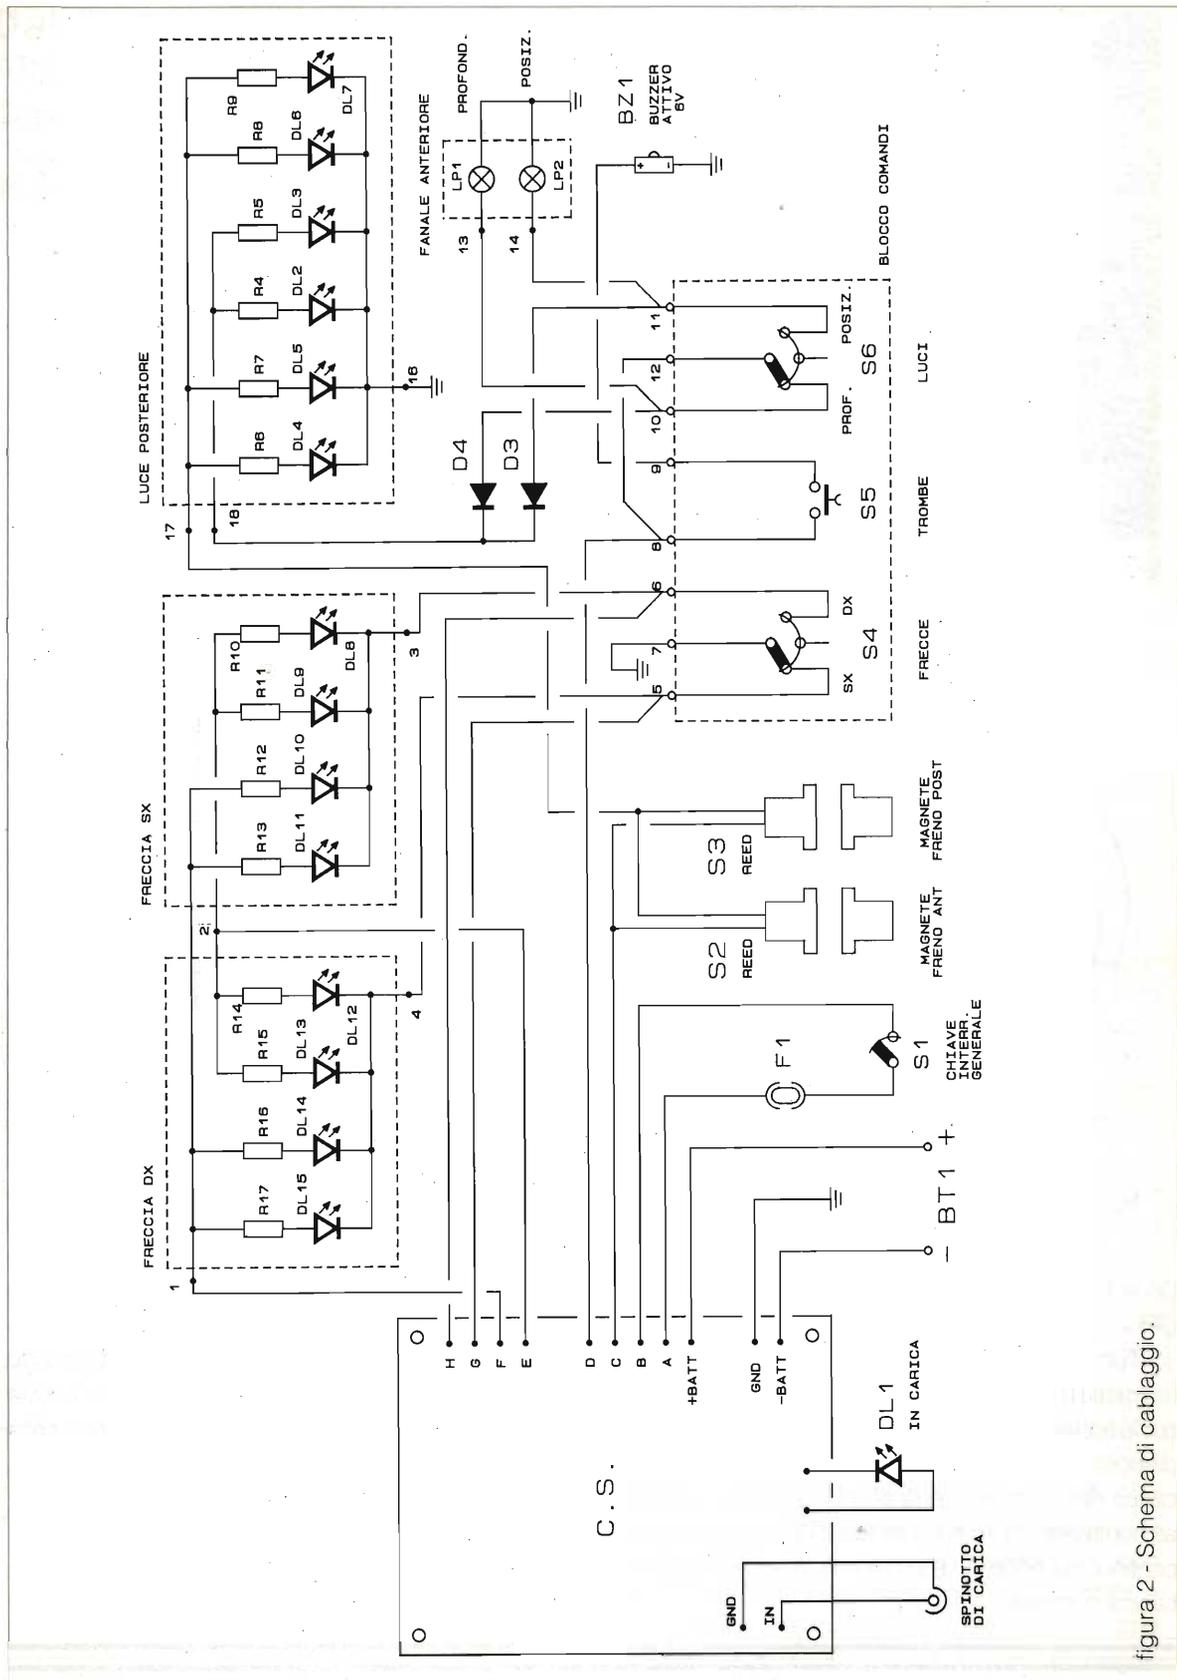 FRECCIA DX
R17
R16
R15
R14
DL15
DL14
DL13
DL12
1
4
FRECCIA SX
R13
R12
R11
R10
DL11
DL10
DL9
DL8
2
3
LUCE POSTERIORE
R6
R7
R4
R5
R8
R9
DL4
DL5
DL2
DL3
DL6
DL7
17
18
16
D4
D3
FANALE ANTERIORE
PROFOND.
POSIZ.
LP1
LP2
13
14
BZ1
BUZZER
ATTIVO
6V
+
-
BLOCCO COMANDI
5
7
6
8
9
10
12
11
SX
DX
S4
FRECCE
S5
TROMBE
PROF.
POSIZ.
S6
LUCI
S2
REED
S3
REED
MAGNETE
FRENO ANT
MAGNETE
FRENO POST
F1
S1
CHIAVE
INTERR.
GENERALE
- BT1 +
H
G
F
E
D
C
B
A
+BATT
GND
-BATT
C.S.
DL1
IN CARICA
GND
IN
SPINOTTO
DI CARICA
figura 2 - Schema di cablaggio.